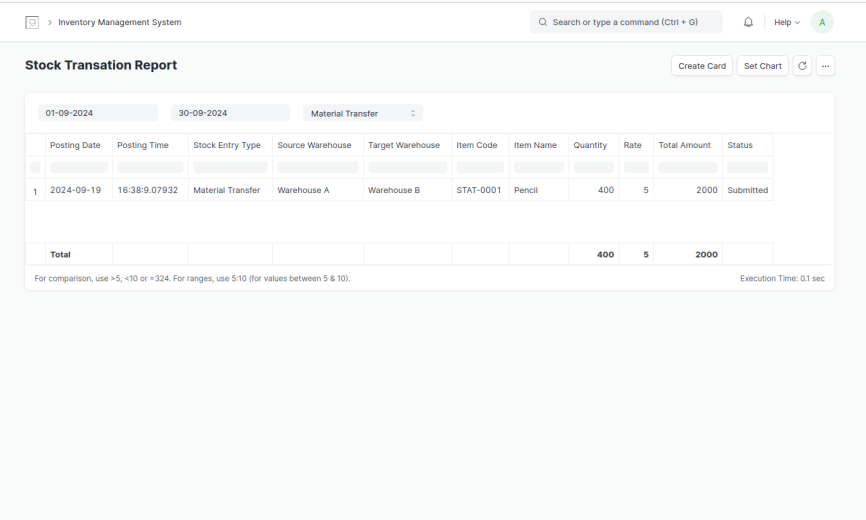 Inventory Management System
Search or type a command (Ctrl + G)
Help
A
Stock Transation Report
Create Card
Set Chart
...
01-09-2024
30-09-2024
Material Transfer
Posting Date Posting Time Stock Entry Type Source Warehouse Target Warehouse Item Code Item Name Quantity Rate Total Amount Status
1 2024-09-19 16:38:9.07932 Material Transfer Warehouse A Warehouse B STAT-0001 Pencil 400 5 2000 Submitted
Total 400 5 2000
For comparison, use >5, <10 or =324. For ranges, use 5:10 (for values between 5 & 10).
Execution Time: 0.1 sec